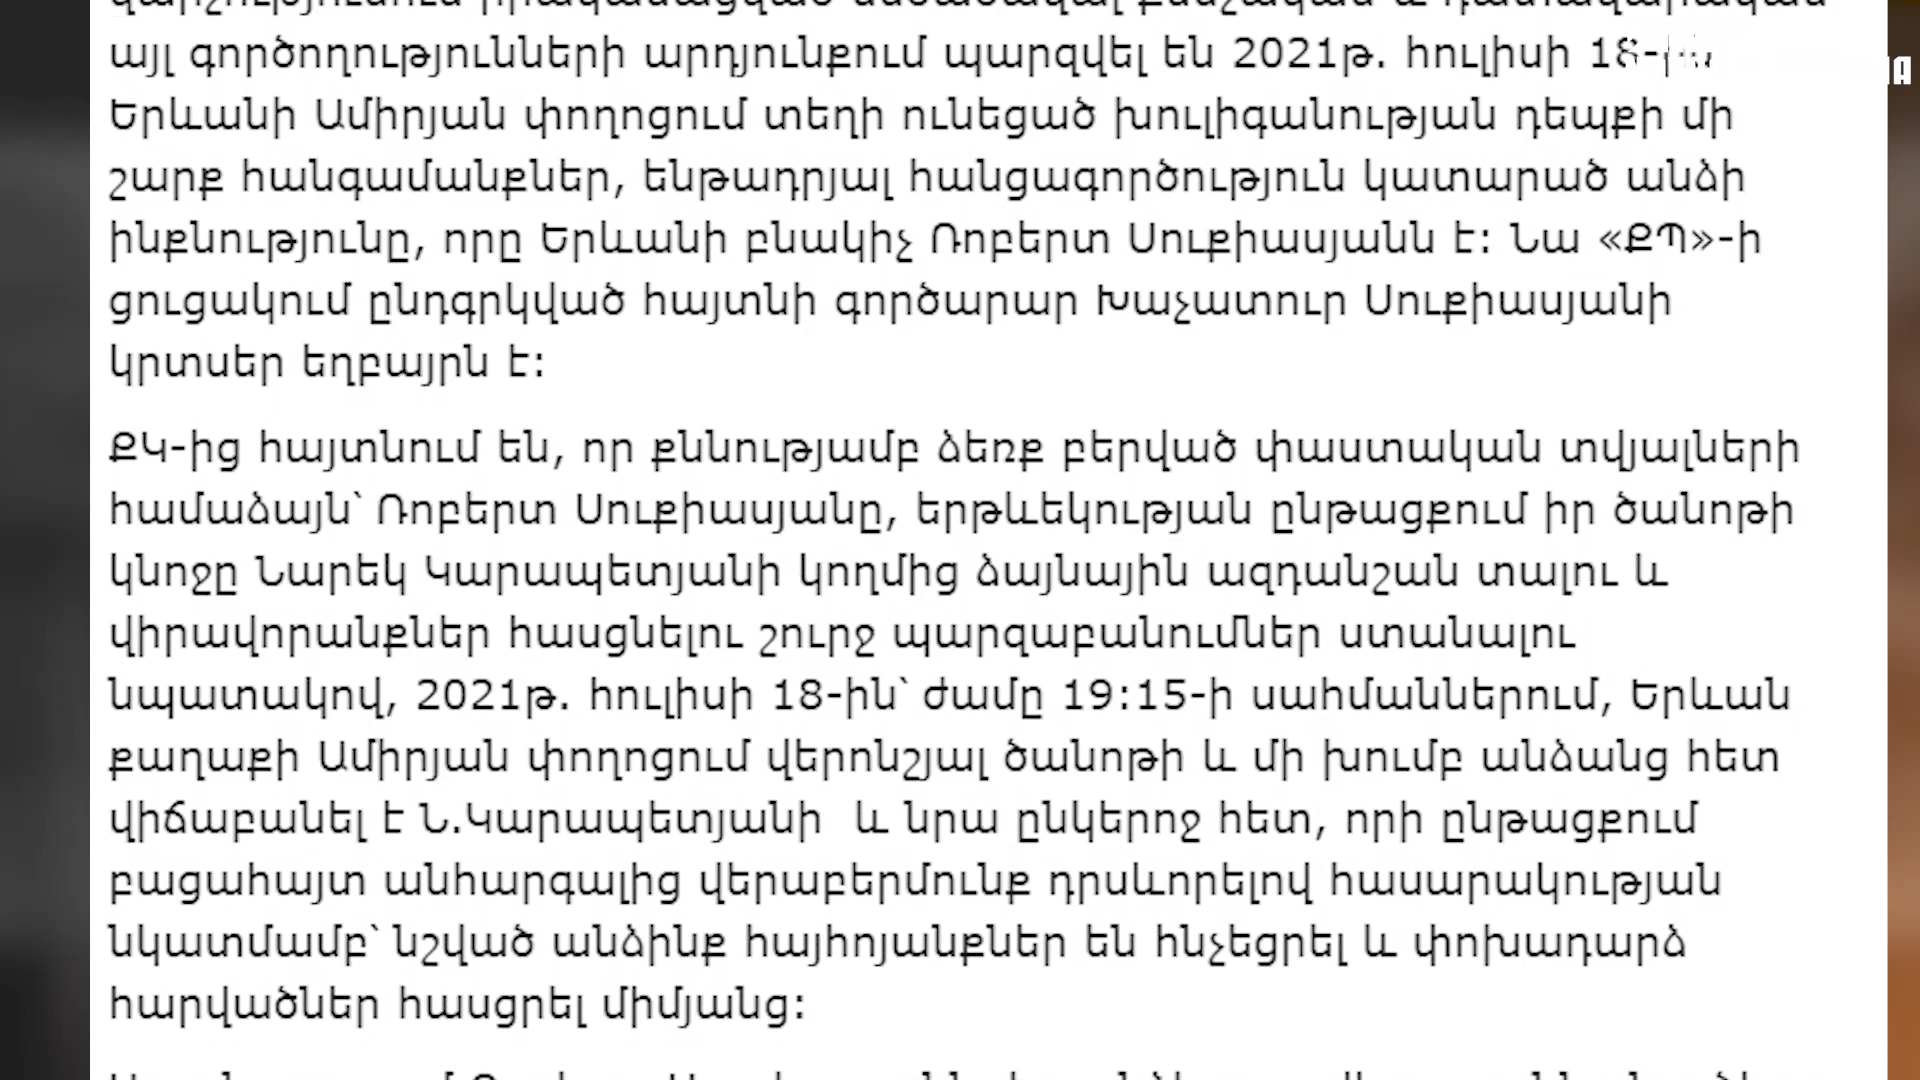 այլ գործողությունների արդյունքում պարզվել են 2021թ. հուլիսի 18-ին
Երևանի Ամիրյան փողոցում տեղի ունեցած խուլիգանության դեպքի մի
շարք հանգամանքներ, ենթադրյալ հանցագործություն կատարած անձի
ինքնությունը, որը Երևանի բնակիչ Ռոբերտ Սուքիասյանն է: Նա «ՔՊ»-ի
ցուցակում ընդգրկված հայտնի գործարար Խաչատուր Սուքիասյանի
կրտսեր եղբայրն է:
ՔԿ-ից հայտնում են, որ քննությամբ ձեռք բերված փաստական տվյալների
համաձայն՝ Ռոբերտ Սուքիասյանը, երթևեկության ընթացքում իր ծանոթի
կնոջը Նարեկ Կարապետյանի կողմից ձայնային ազդանշան տալու և
վիրավորանքներ հասցնելու շուրջ պարզաբանումներ ստանալու
նպատակով, 2021թ. հուլիսի 18-ին՝ ժամը 19:15-ի սահմաններում, Երևան
քաղաքի Ամիրյան փողոցում վերոնշյալ ծանոթի և մի խումբ անձանց հետ
վիճաբանել է Ն.Կարապետյանի և նրա ընկերոջ հետ, որի ընթացքում
բացահայտ անհարգալից վերաբերմունք դրսևորելով հասարակության
նկատմամբ՝ նշված անձինք հայհոյանքներ են հնչեցրել և փոխադարձ
հարվածներ հասցրել միմյանց: